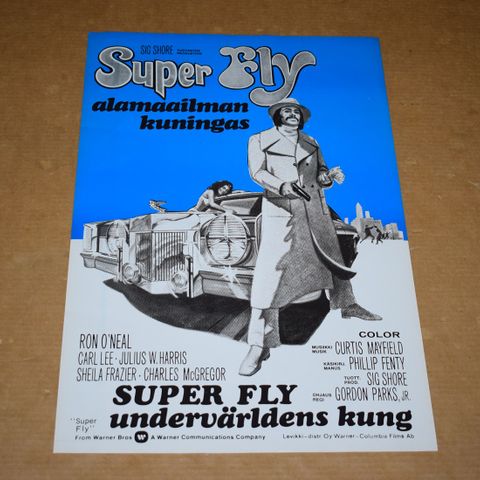 SIG SHORE
Super Fly
alamaailman
kuningas
RON O'NEAL
CARL LEE · JULIUS W. HARRIS
SHEILA FRAZIER · CHARLES McGREGOR
COLOR
MUSIIKKI MUSIK CURTIS MAYFIELD
KÄSIKIRJ. MANUS PHILLIP FENTY
TUOTT. PROD. SIG SHORE
OHJAUS REGI GORDON PARKS, JR.
SUPER FLY
undervärldens kung
"Super Fly"
From Warner Bros W A Warner Communications Company
Levikki-distr. Oy Warner-Columbia Films Ab